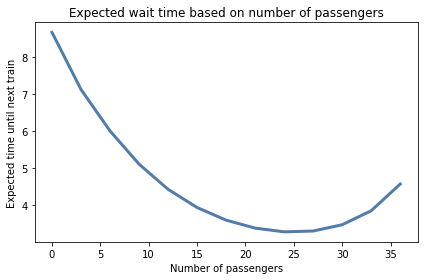 Expected wait time based on number of passengers
Expected time until next train
8
7
6
5
4
0 5 10 15 20 25 30 35
Number of passengers